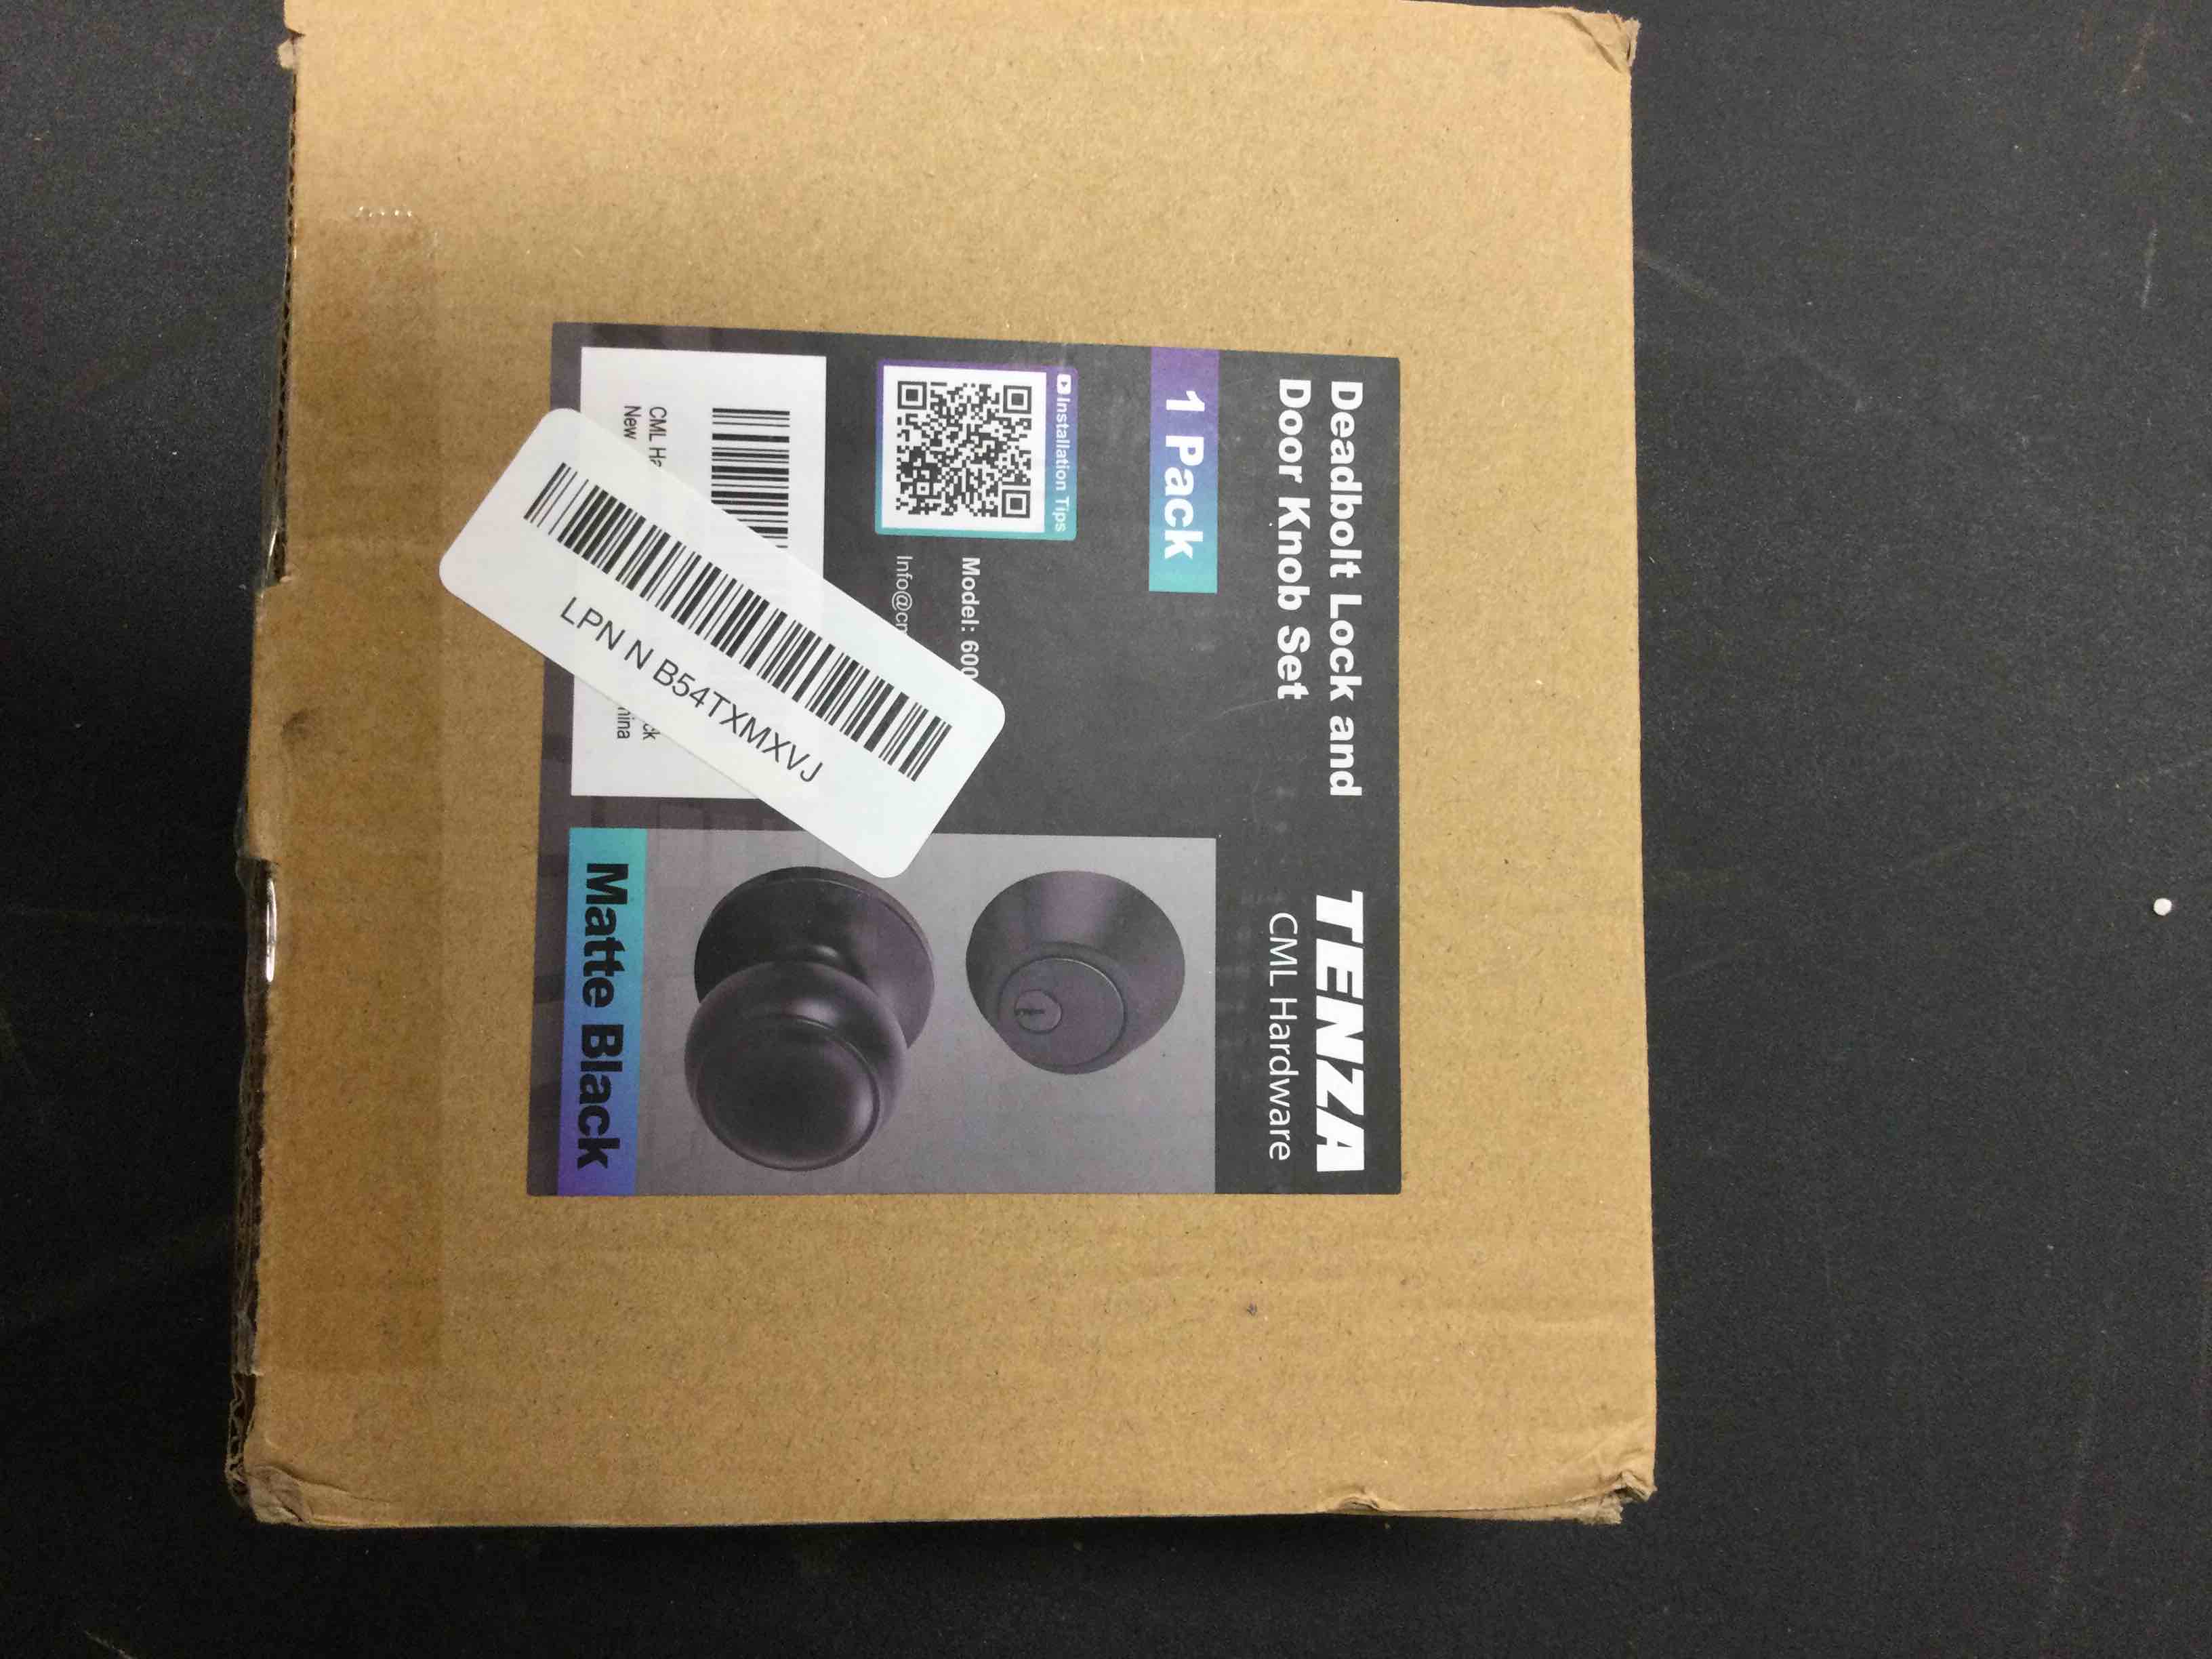 Deadbolt Lock and
Door Knob Set
TENZA
CML Hardware
1 Pack
Installation Tips
Model: 600
Info@
CML
New
LPN N B54TXMXVJ
Matte Black